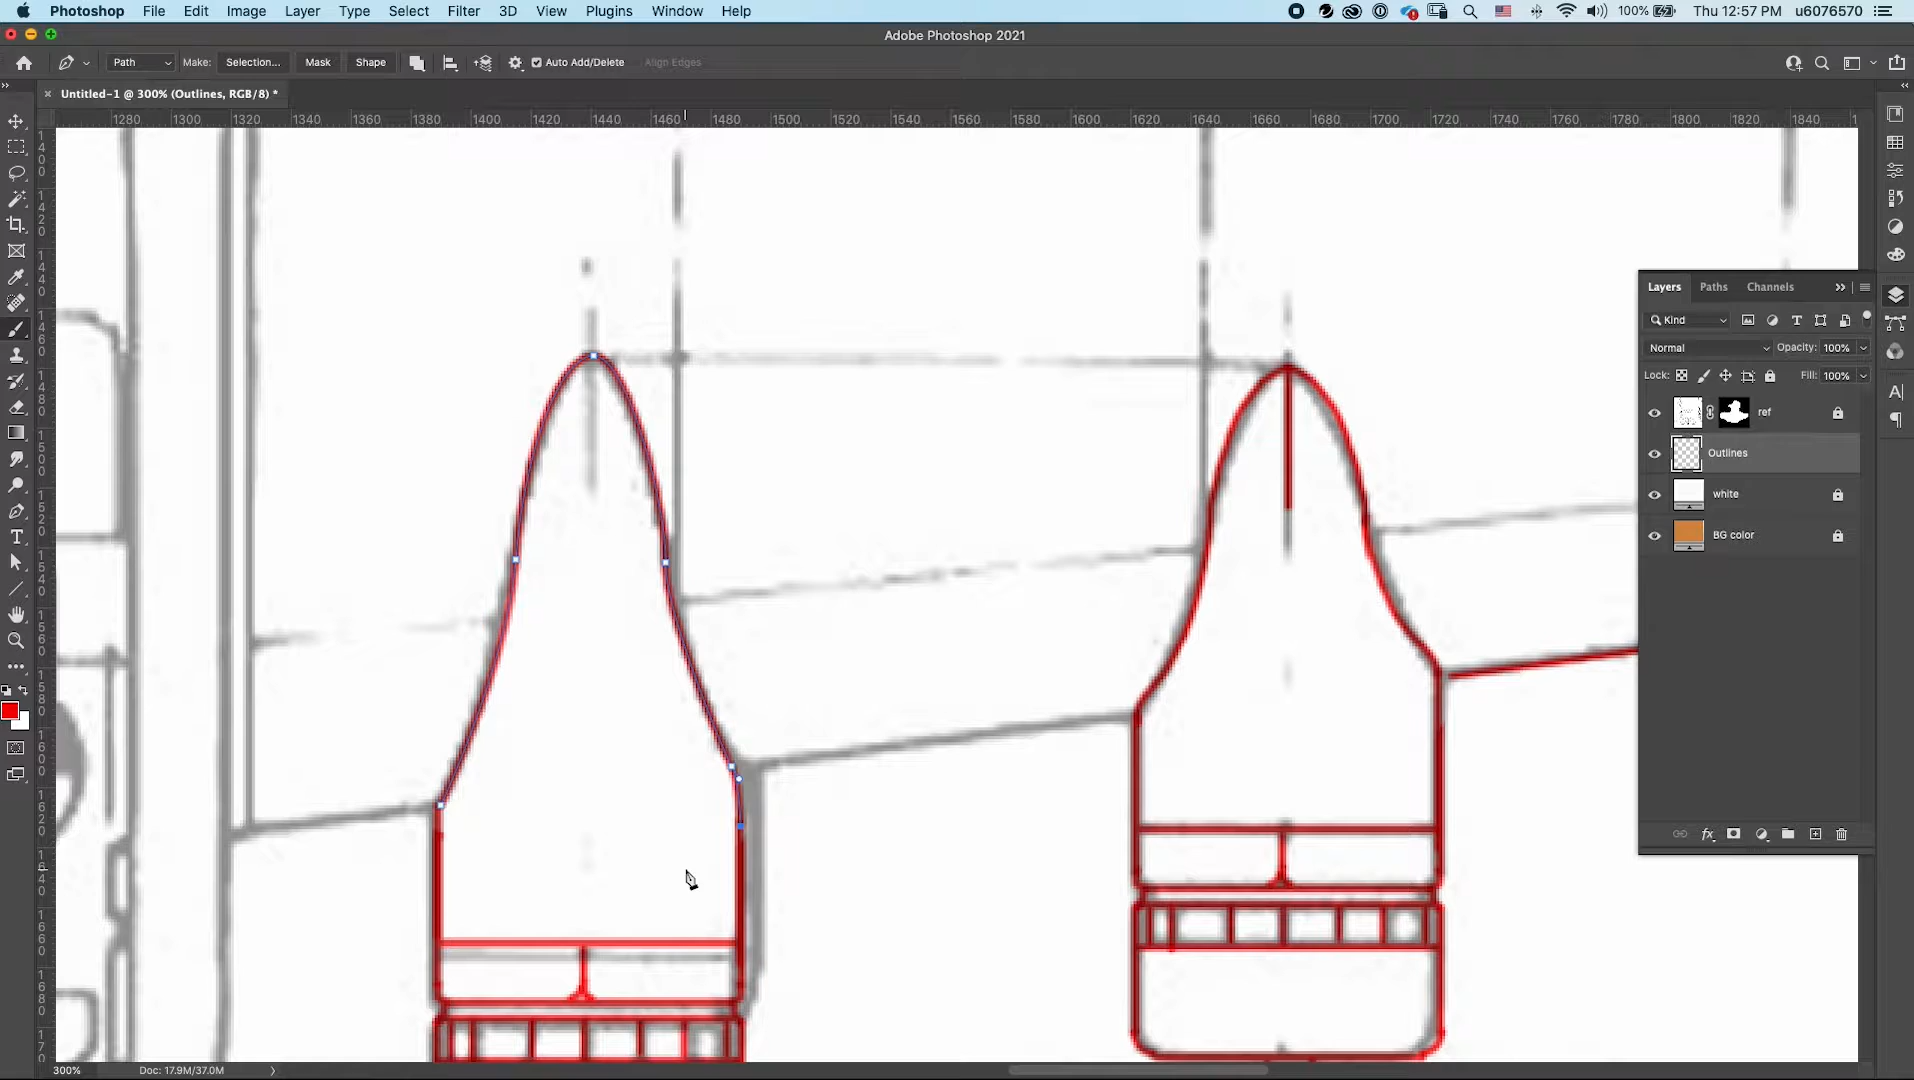 Photoshop File Edit Image Layer Type Select Filter 3D View Plugins Window Help 100% Thu 12:57 PM u6076570
Adobe Photoshop 2021
Path Make: Selection... Mask Shape Auto Add/Delete Align Edges
Untitled-1 @ 300% (Outlines, RGB/8) *
1280 1300 1320 1340 1360 1380 1400 1420 1440 1460 1480 1500 1520 1540 1560 1580 1600 1620 1640 1660 1680 1700 1720 1740 1760 1780 1800 1820 1840
Layers Paths Channels
Kind
Normal Opacity: 100%
Lock: Fill: 100%
ref
Outlines
white
BG color
fx
300% Doc: 17.9M/37.0M